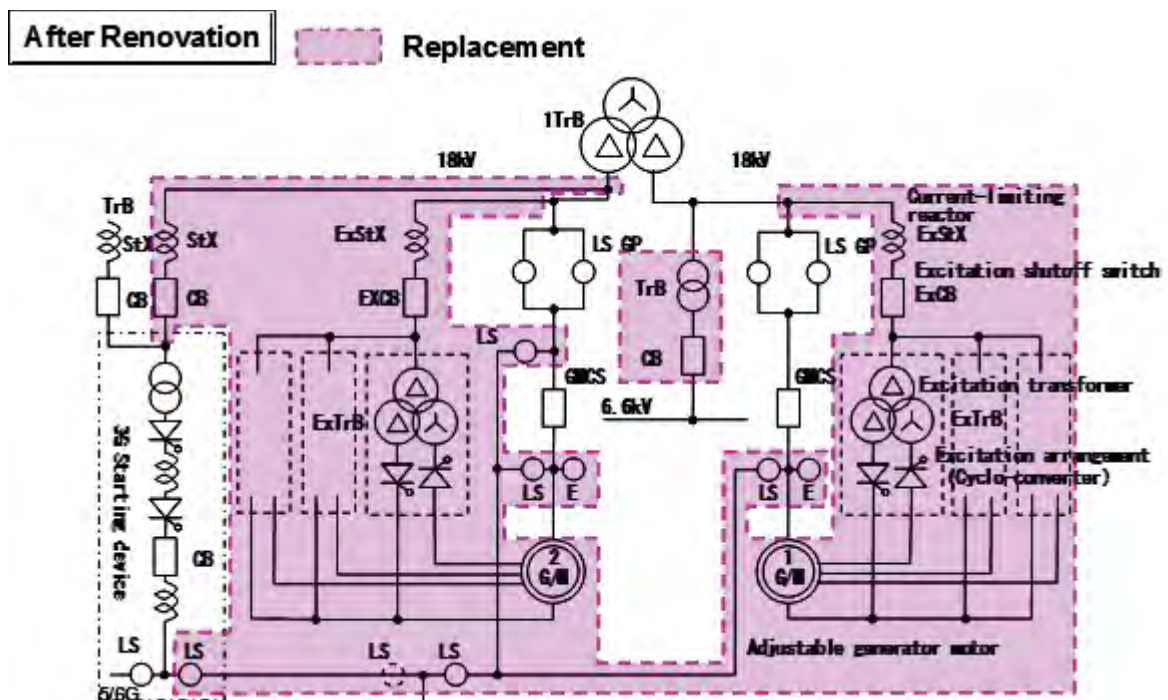 After Renovation
Replacement
1TrB
18kV
18kV
TrB
StX
StX
ExStX
LS GP
LS GP
Current-limiting
reactor
ExStX
CB
CB
EXCB
TrB
Excitation shutoff switch
ExCB
LS
CB
GMCS
GMCS
6.6kV
Excitation transformer
ExTrB
ExTrB
Excitation arrangement
(Cyclo-converter)
LS
E
LS
E
Starting device
CB
2
G/M
1
G/M
Adjustable generator motor
LS
LS
LS
LS
5/6G